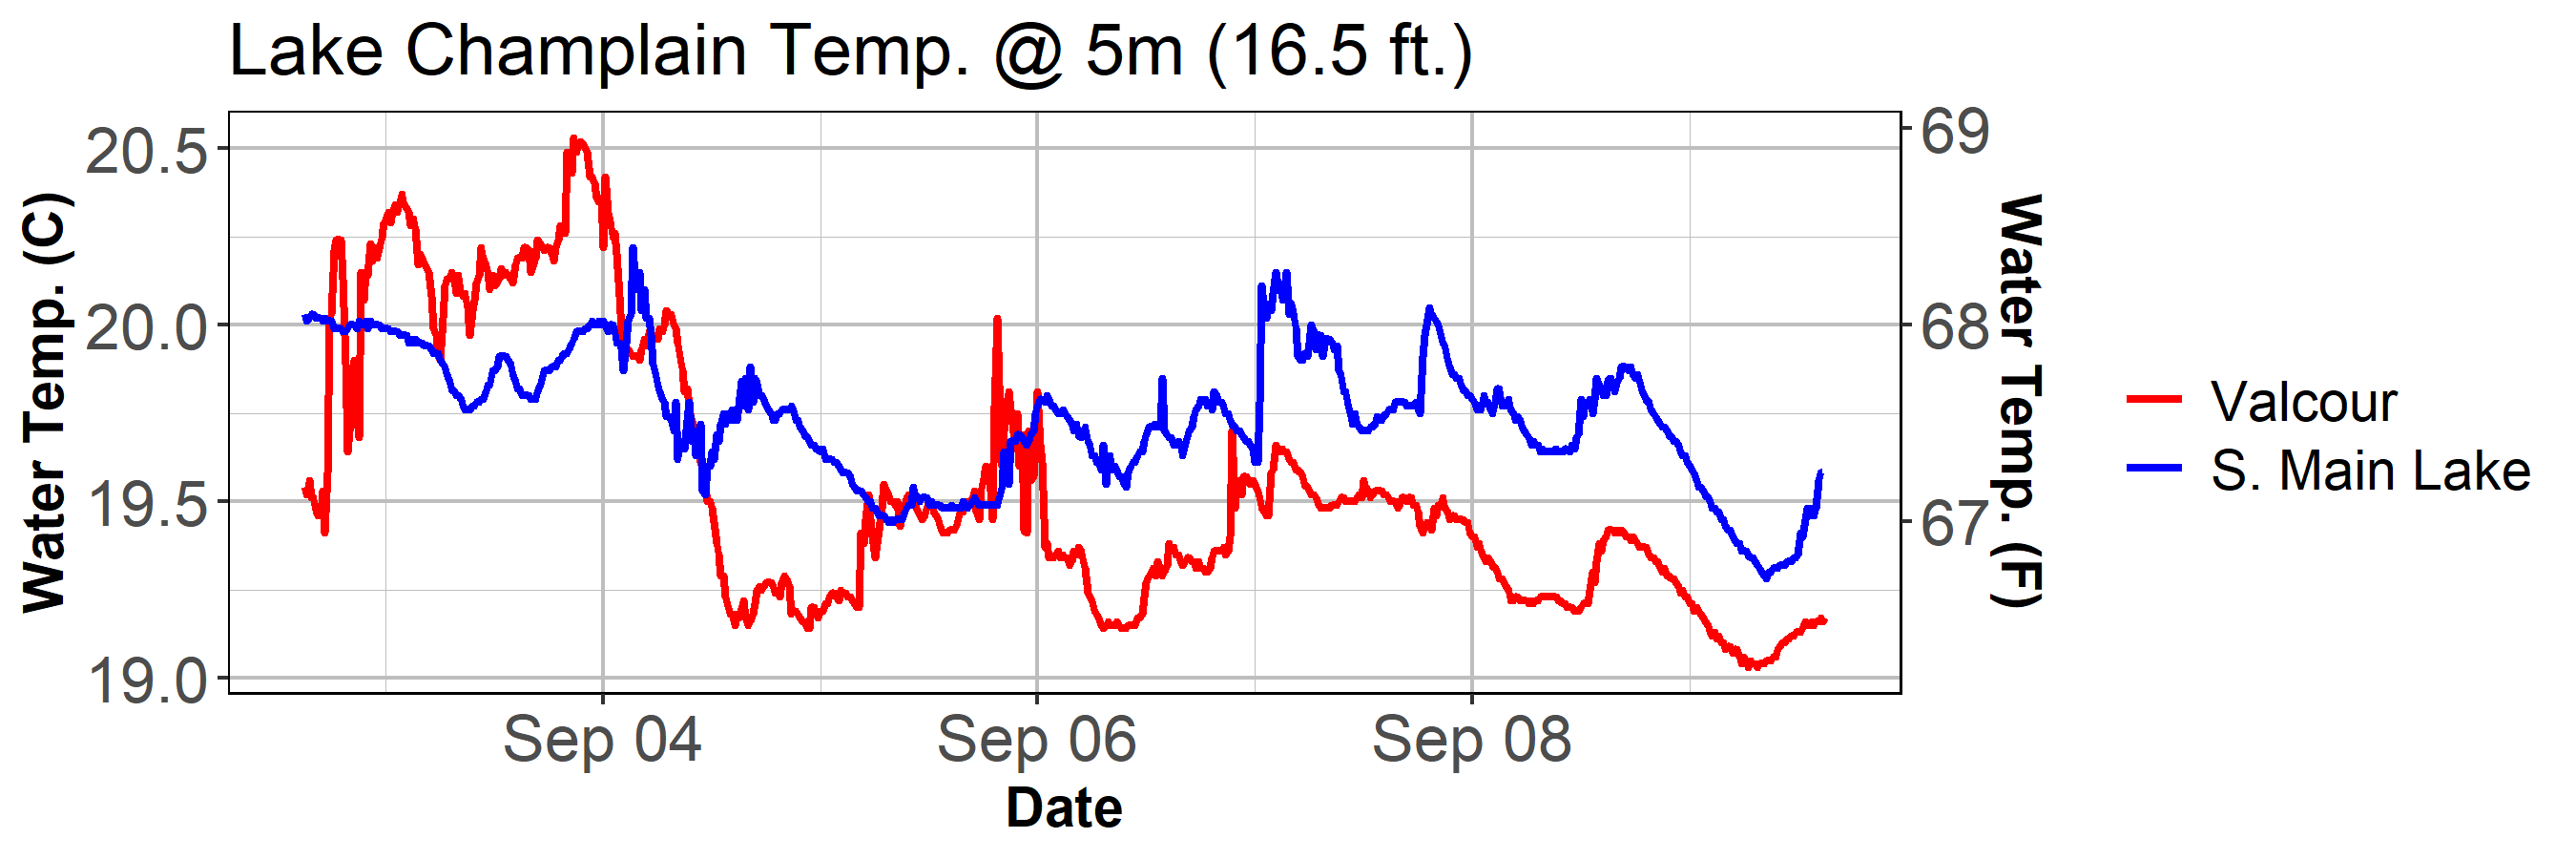 Lake Champlain Temp. @ 5m (16.5 ft.)
Water Temp. (C)
20.5
20.0
19.5
19.0
69
68
67
Water Temp. (F)
Sep 04
Sep 06
Sep 08
Date
Valcour
S. Main Lake